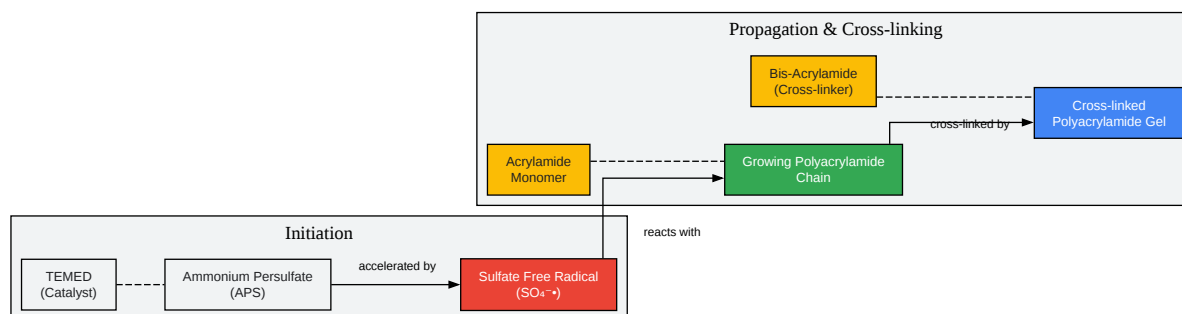 Propagation & Cross-linking
Bis-Acrylamide
(Cross-linker)
Cross-linked
Polyacrylamide Gel
cross-linked by
Acrylamide
Monomer
Growing Polyacrylamide
Chain
Initiation
reacts with
TEMED
(Catalyst)
Ammonium Persulfate
(APS)
accelerated by
Sulfate Free Radical
(SO₄⁻•)